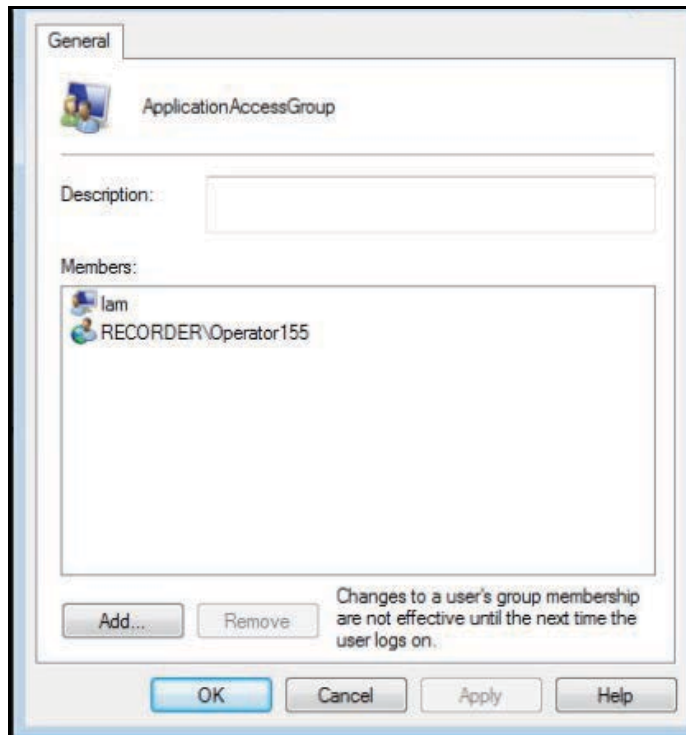 General
ApplicationAccessGroup
Description:
Members:
lam
RECORDER\Operator155
Add...
Remove
Changes to a user's group membership
are not effective until the next time the
user logs on.
OK
Cancel
Apply
Help